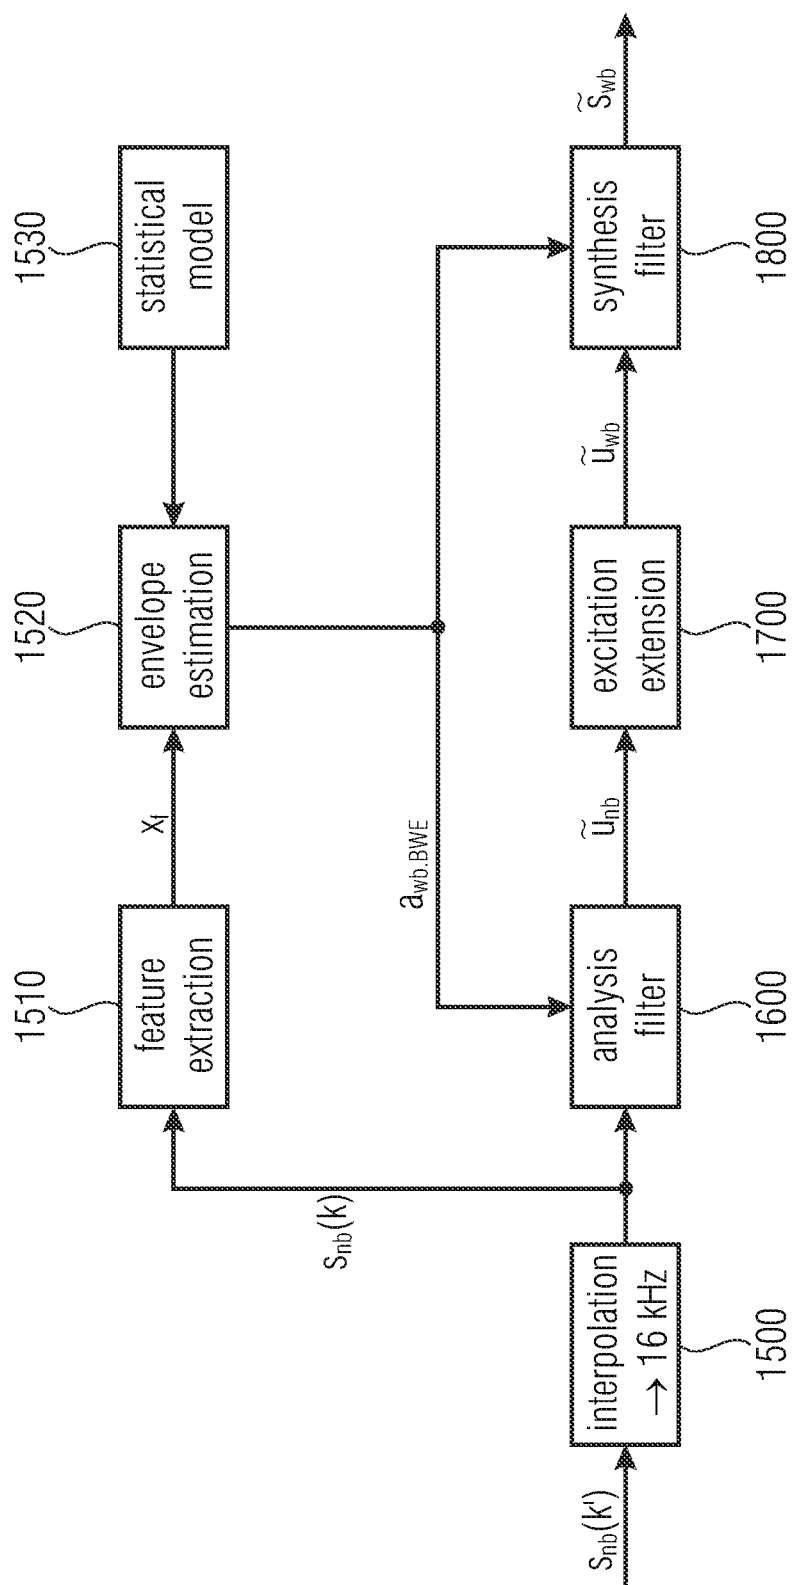 1510
1520
1530
feature
extraction
x_f
envelope
estimation
statistical
model
s_nb(k)
a_wb.BWE
s_nb(k')
interpolation
→ 16 kHz
analysis
filter
ũ_nb
excitation
extension
ũ_wb
synthesis
filter
s̃_wb
1500
1600
1700
1800